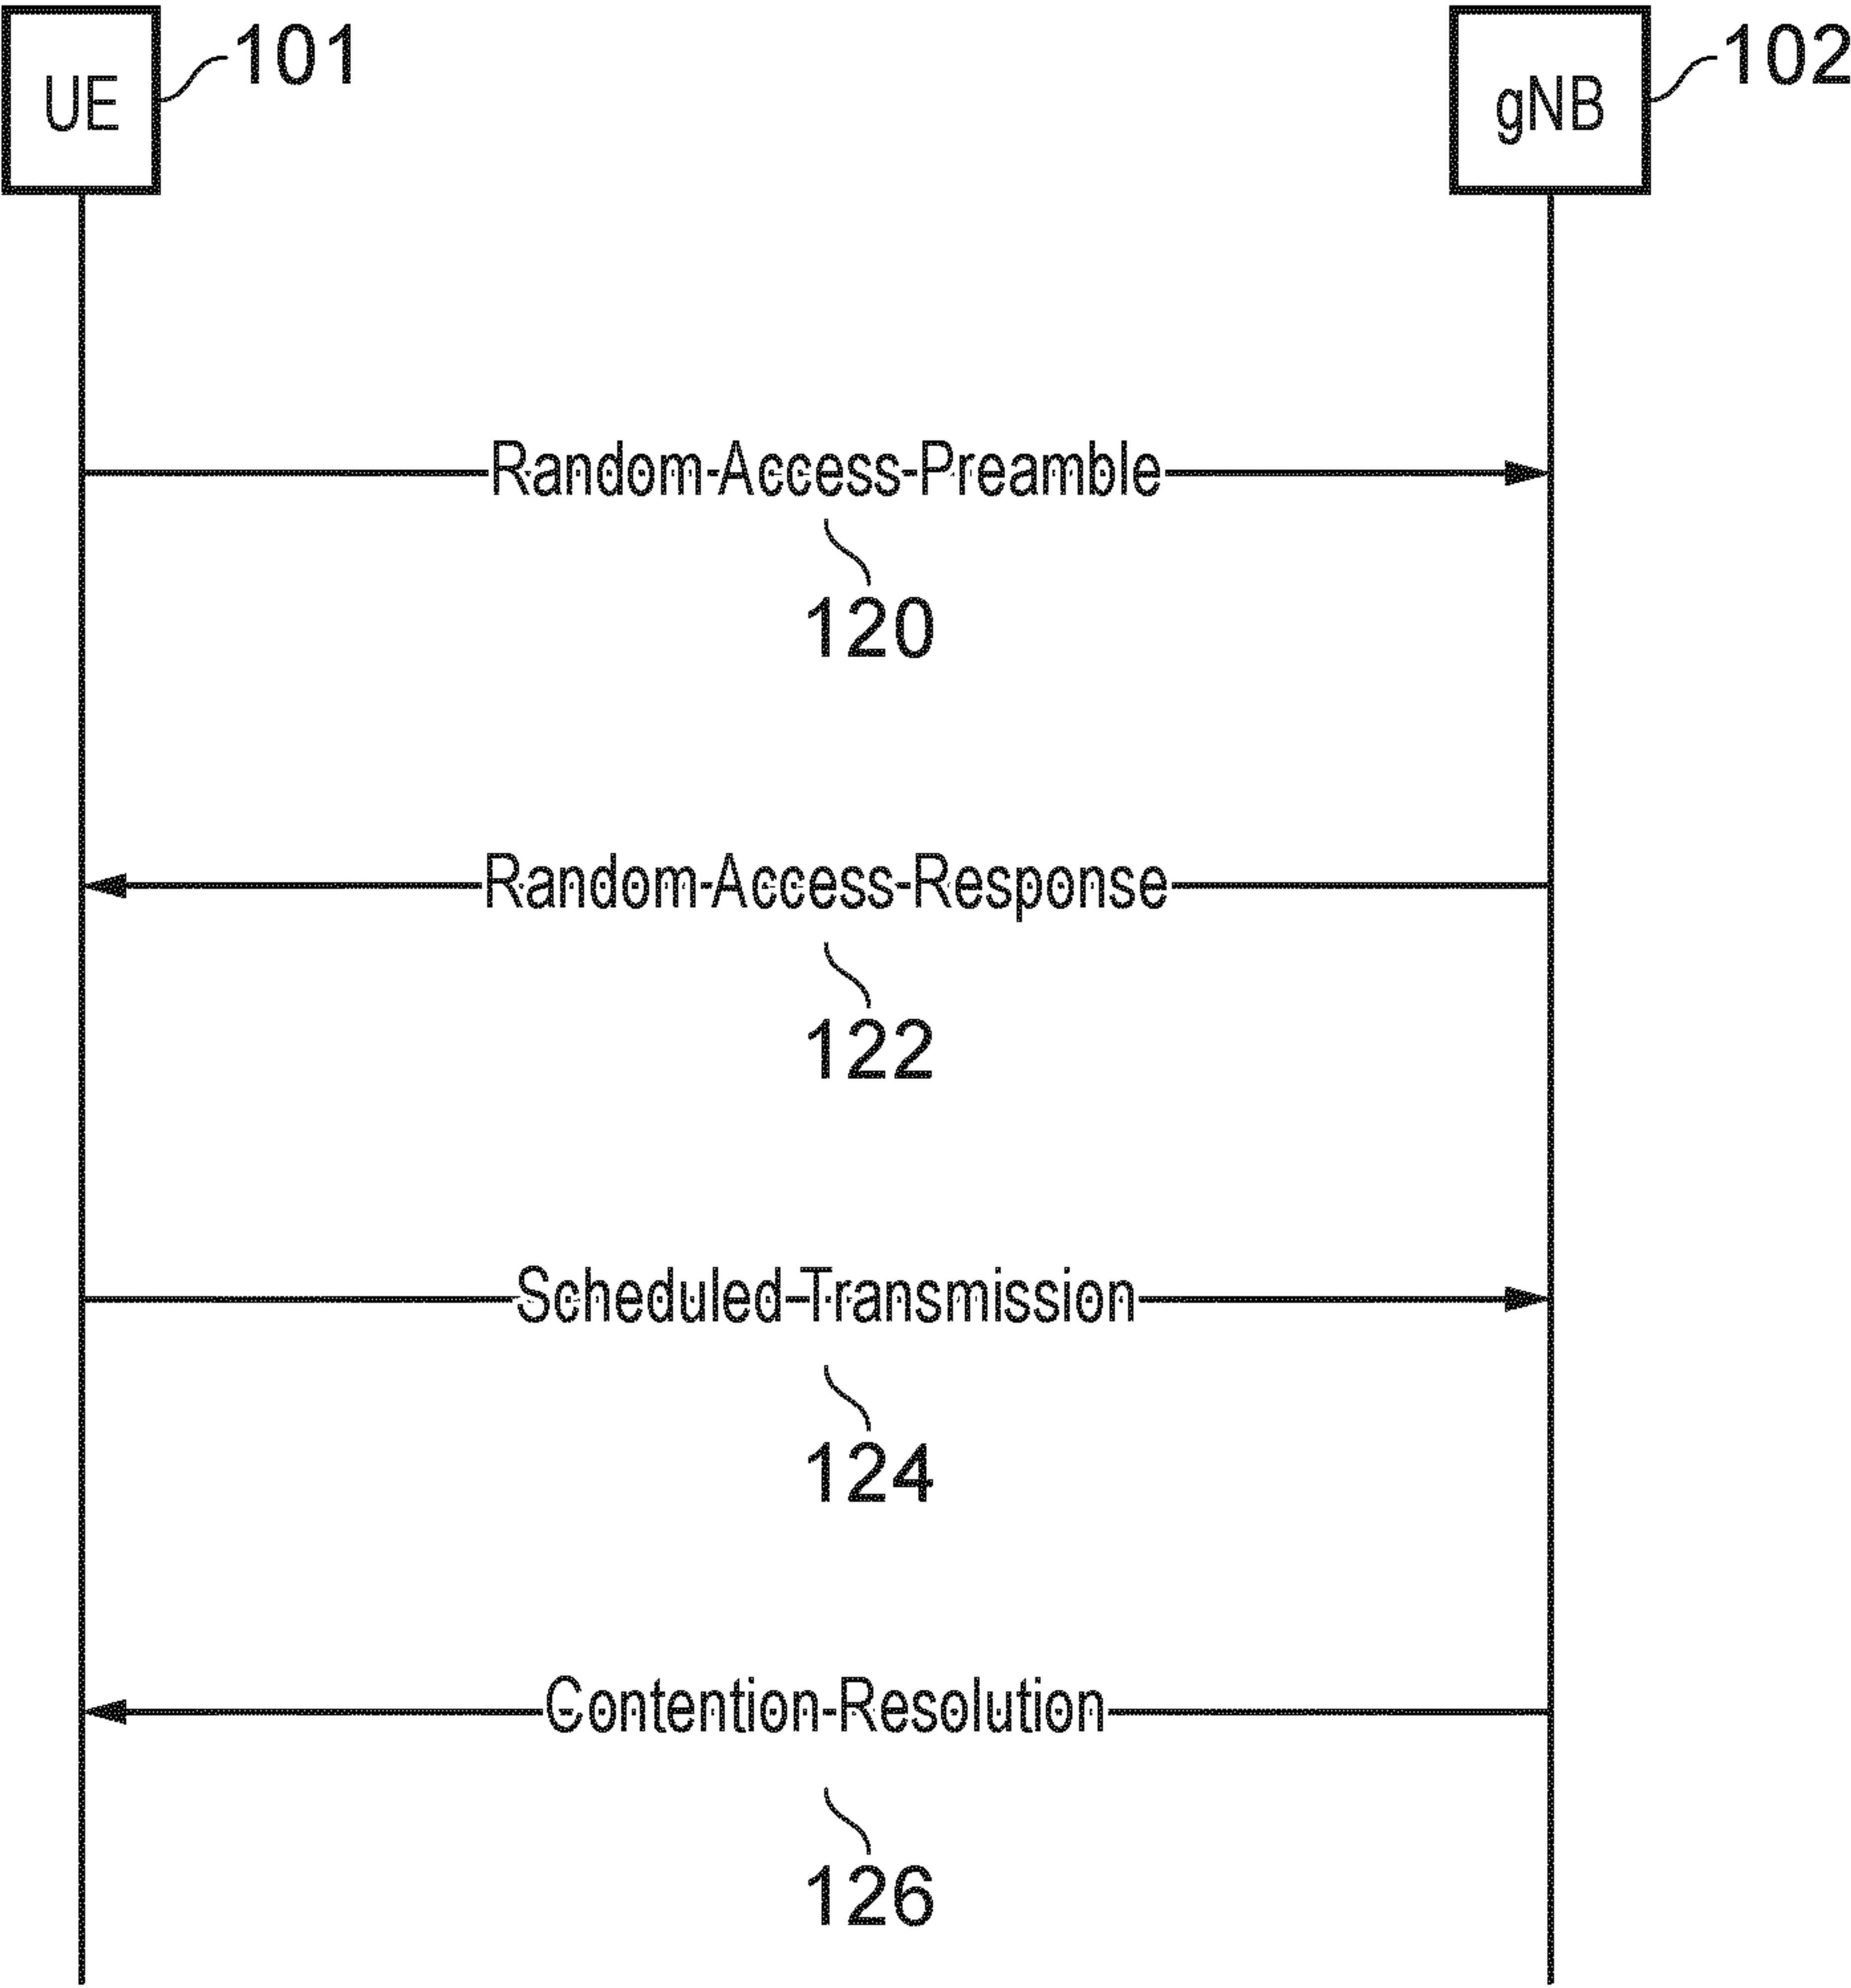 UE
101
gNB
102
Random Access Preamble
120
Random Access Response
122
Scheduled Transmission
124
Contention Resolution
126